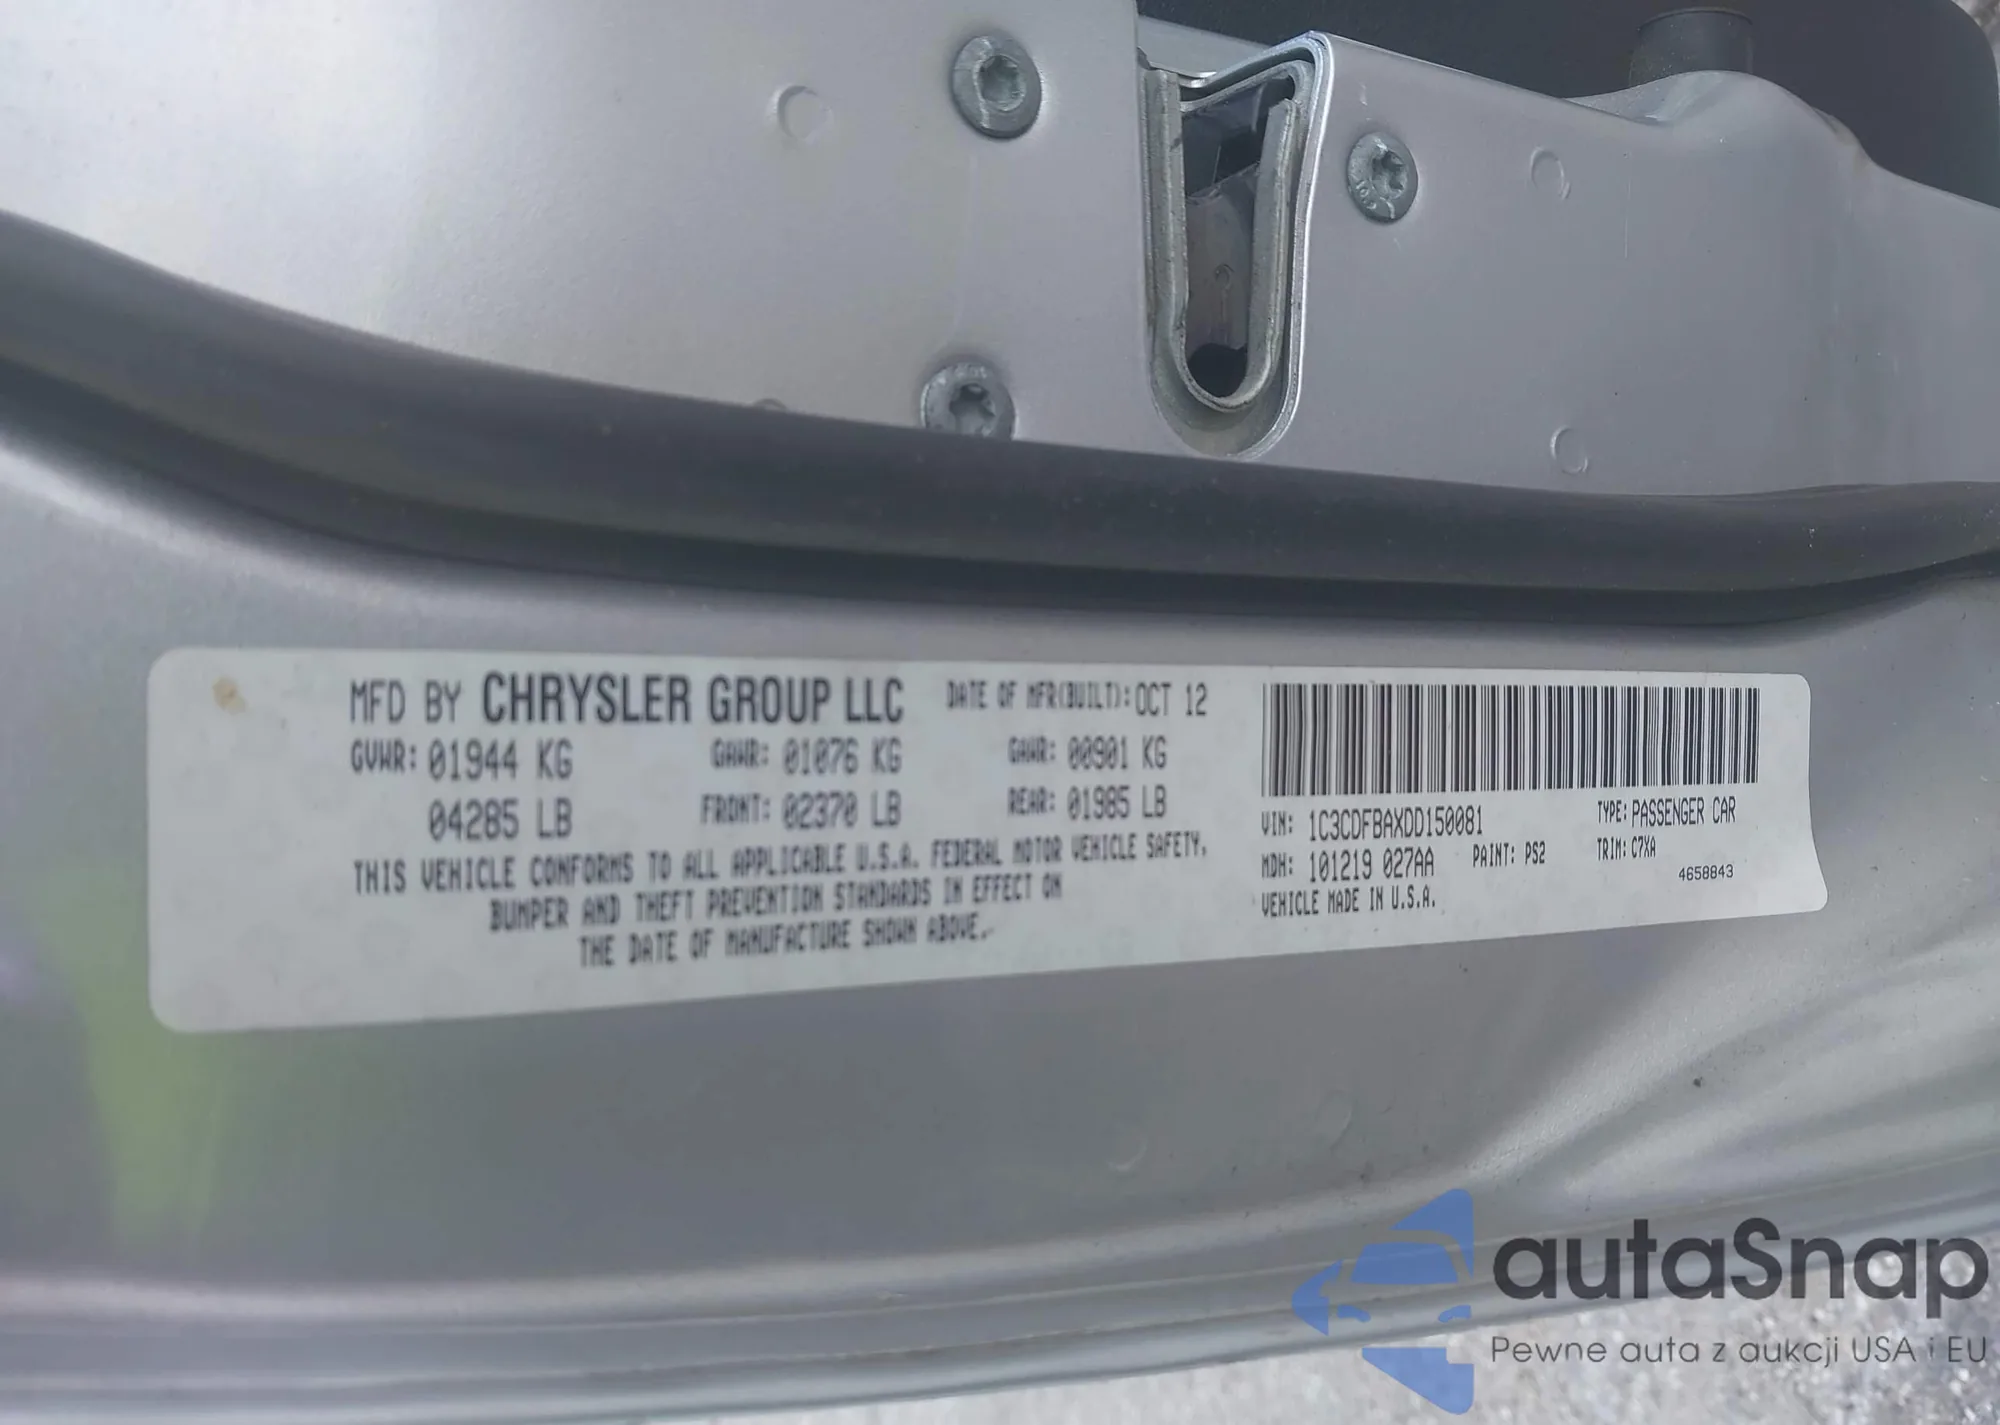 MFD BY CHRYSLER GROUP LLC DATE OF MFR(BUILT): OCT 12
GVWR: 01944 KG GAWR: 01076 KG GAWR: 00901 KG
04285 LB FRONT: 02370 LB REAR: 01985 LB
THIS VEHICLE CONFORMS TO ALL APPLICABLE U.S.A. FEDERAL MOTOR VEHICLE SAFETY,
BUMPER AND THEFT PREVENTION STANDARDS IN EFFECT ON
THE DATE OF MANUFACTURE SHOWN ABOVE.
VIN: 1C3CDFBAXDD150081 TYPE: PASSENGER CAR
MDH: 101219 027AA PAINT: PS2 TRIM: C7XA
4658843
VEHICLE MADE IN U.S.A.
autaSnap
Pewne auta z aukcji USA i EU